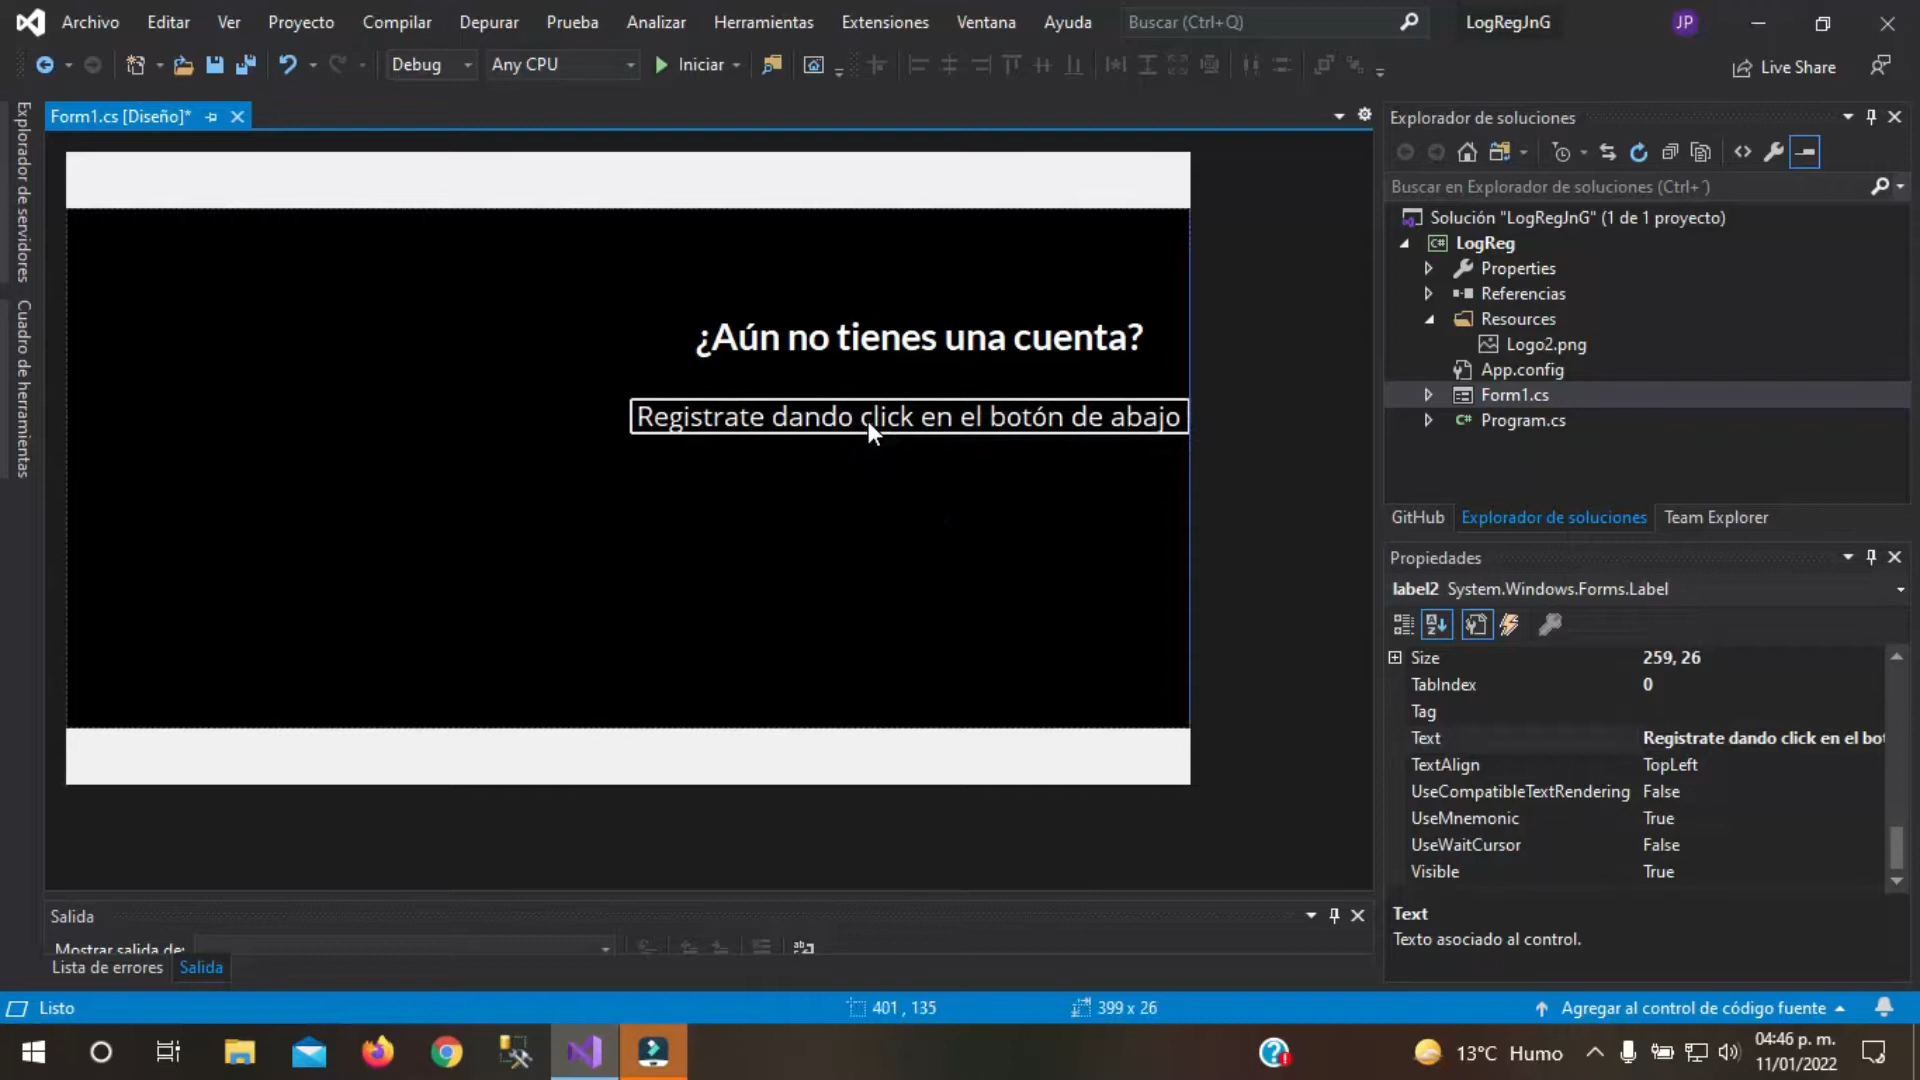 Archivo Editar Ver Proyecto Compilar Depurar Prueba Analizar Herramientas Extensiones Ventana Ayuda Buscar (Ctrl+Q) LogRegJnG JP
Debug Any CPU Iniciar Live Share
Explorador de servidores
Cuadro de herramientas
Form1.cs [Diseño]*
¿Aún no tienes una cuenta?
Registrate dando click en el botón de abajo
Explorador de soluciones
Buscar en Explorador de soluciones (Ctrl+´)
Solución "LogRegJnG" (1 de 1 proyecto)
LogReg
Properties
Referencias
Resources
Logo2.png
App.config
Form1.cs
Program.cs
GitHub Explorador de soluciones Team Explorer
Propiedades
label2 System.Windows.Forms.Label
Size 259, 26
TabIndex 0
Tag
Text Registrate dando click en el bot
TextAlign TopLeft
UseCompatibleTextRendering False
UseMnemonic True
UseWaitCursor False
Visible True
Text
Texto asociado al control.
Salida
Mostrar salida de:
Lista de errores Salida
Listo 401 , 135 399 x 26 Agregar al control de código fuente
13°C Humo
04:46 p. m.
11/01/2022